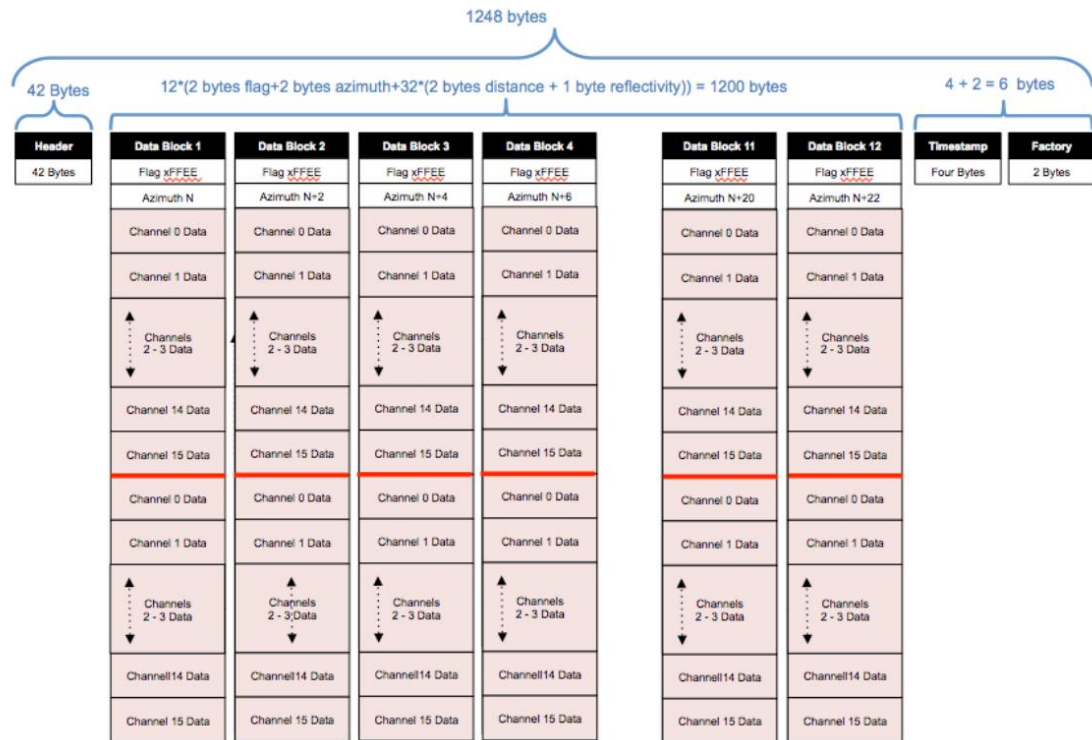 1248 bytes
42 Bytes
12*(2 bytes flag+2 bytes azimuth+32*(2 bytes distance + 1 byte reflectivity)) = 1200 bytes
4 + 2 = 6 bytes
Header
42 Bytes
Data Block 1
Flag xFFEE
Azimuth N
Channel 0 Data
Channel 1 Data
Channels
2 - 3 Data
Channel 14 Data
Channel 15 Data
Channel 0 Data
Channel 1 Data
Channels
2 - 3 Data
Channell14 Data
Channel 15 Data
Data Block 2
Flag xFFEE
Azimuth N+2
Channel 0 Data
Channel 1 Data
Channels
2 - 3 Data
Channel 14 Data
Channel 15 Data
Channel 0 Data
Channel 1 Data
Channels
2 - 3 Data
Channell14 Data
Channel 15 Data
Data Block 3
Flag xFFEE
Azimuth N+4
Channel 0 Data
Channel 1 Data
Channels
2 - 3 Data
Channel 14 Data
Channel 15 Data
Channel 0 Data
Channel 1 Data
Channels
2 - 3 Data
Channell14 Data
Channel 15 Data
Data Block 4
Flag xFFEE
Azimuth N+6
Channel 0 Data
Channel 1 Data
Channels
2 - 3 Data
Channel 14 Data
Channel 15 Data
Channel 0 Data
Channel 1 Data
Channels
2 - 3 Data
Channell14 Data
Channel 15 Data
Data Block 11
Flag xFFEE
Azimuth N+20
Channel 0 Data
Channel 1 Data
Channels
2 - 3 Data
Channel 14 Data
Channel 15 Data
Channel 0 Data
Channel 1 Data
Channels
2 - 3 Data
Channell14 Data
Channel 15 Data
Data Block 12
Flag xFFEE
Azimuth N+22
Channel 0 Data
Channel 1 Data
Channels
2 - 3 Data
Channel 14 Data
Channel 15 Data
Channel 0 Data
Channel 1 Data
Channels
2 - 3 Data
Channell14 Data
Channel 15 Data
Timestamp
Four Bytes
Factory
2 Bytes